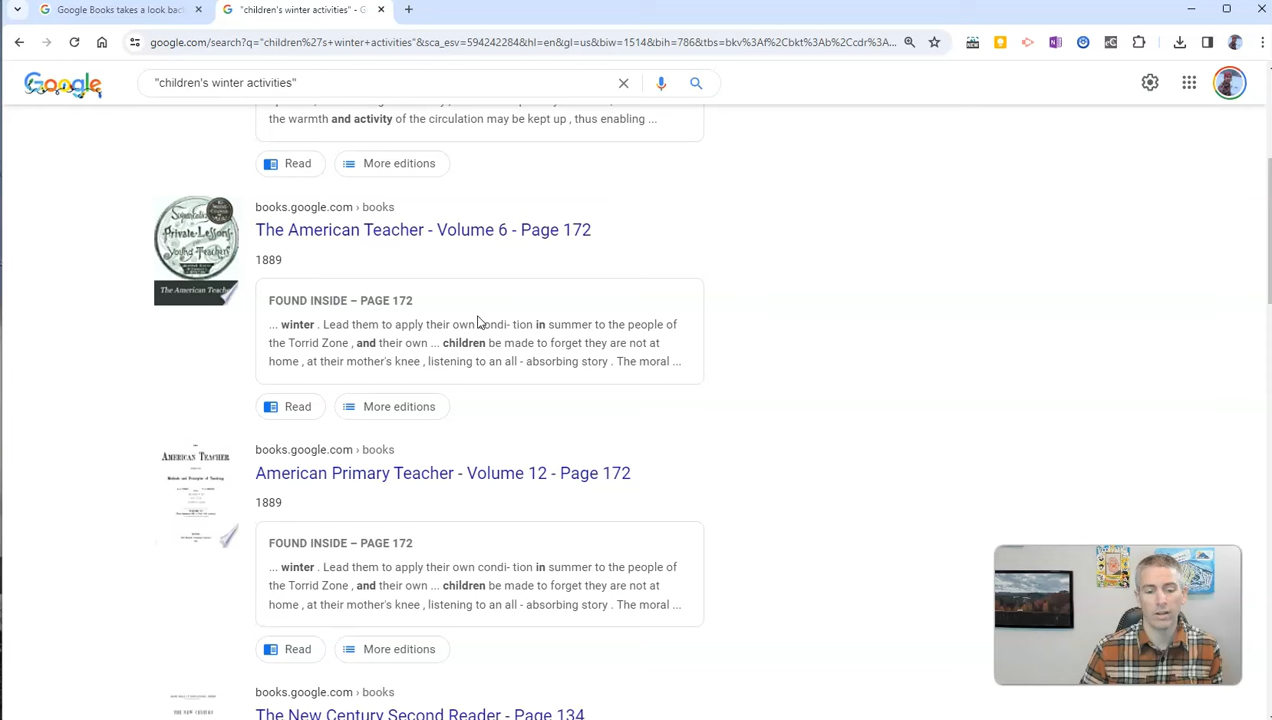 Google Books takes a look back
"children's winter activities" - G
google.com/search?q="children%27s+winter+activities"&sca_esv=594242284&hl=en&gl=us&biw=1514&bih=786&tbs=bkv%3Af%2Cbkt%3Ab%2Ccdr%3A...
Google
"children's winter activities"
the warmth and activity of the circulation may be kept up , thus enabling ...
Read
More editions
books.google.com › books
The American Teacher - Volume 6 - Page 172
1889
Private Lessons
Young Teachers
The American Teacher
FOUND INSIDE – PAGE 172
... winter . Lead them to apply their own condi- tion in summer to the people of
the Torrid Zone , and their own ... children be made to forget they are not at
home , at their mother's knee , listening to an all - absorbing story . The moral ...
Read
More editions
books.google.com › books
American Primary Teacher - Volume 12 - Page 172
1889
AMERICAN TEACHER
FOUND INSIDE – PAGE 172
... winter . Lead them to apply their own condi- tion in summer to the people of
the Torrid Zone , and their own ... children be made to forget they are not at
home , at their mother's knee , listening to an all - absorbing story . The moral ...
Read
More editions
books.google.com › books
The New Century Second Reader - Page 134